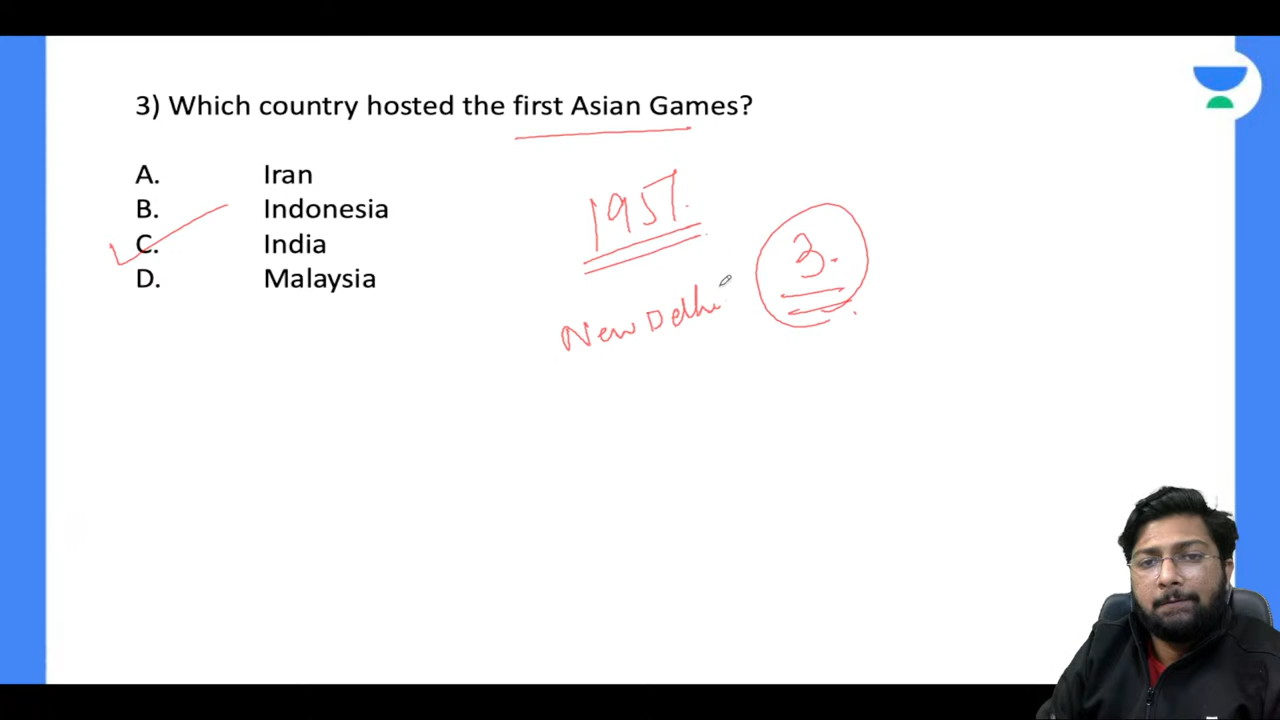 3) Which country hosted the first Asian Games?
A. Iran
B. Indonesia
C. India
D. Malaysia
1951.
3.
New Delhi